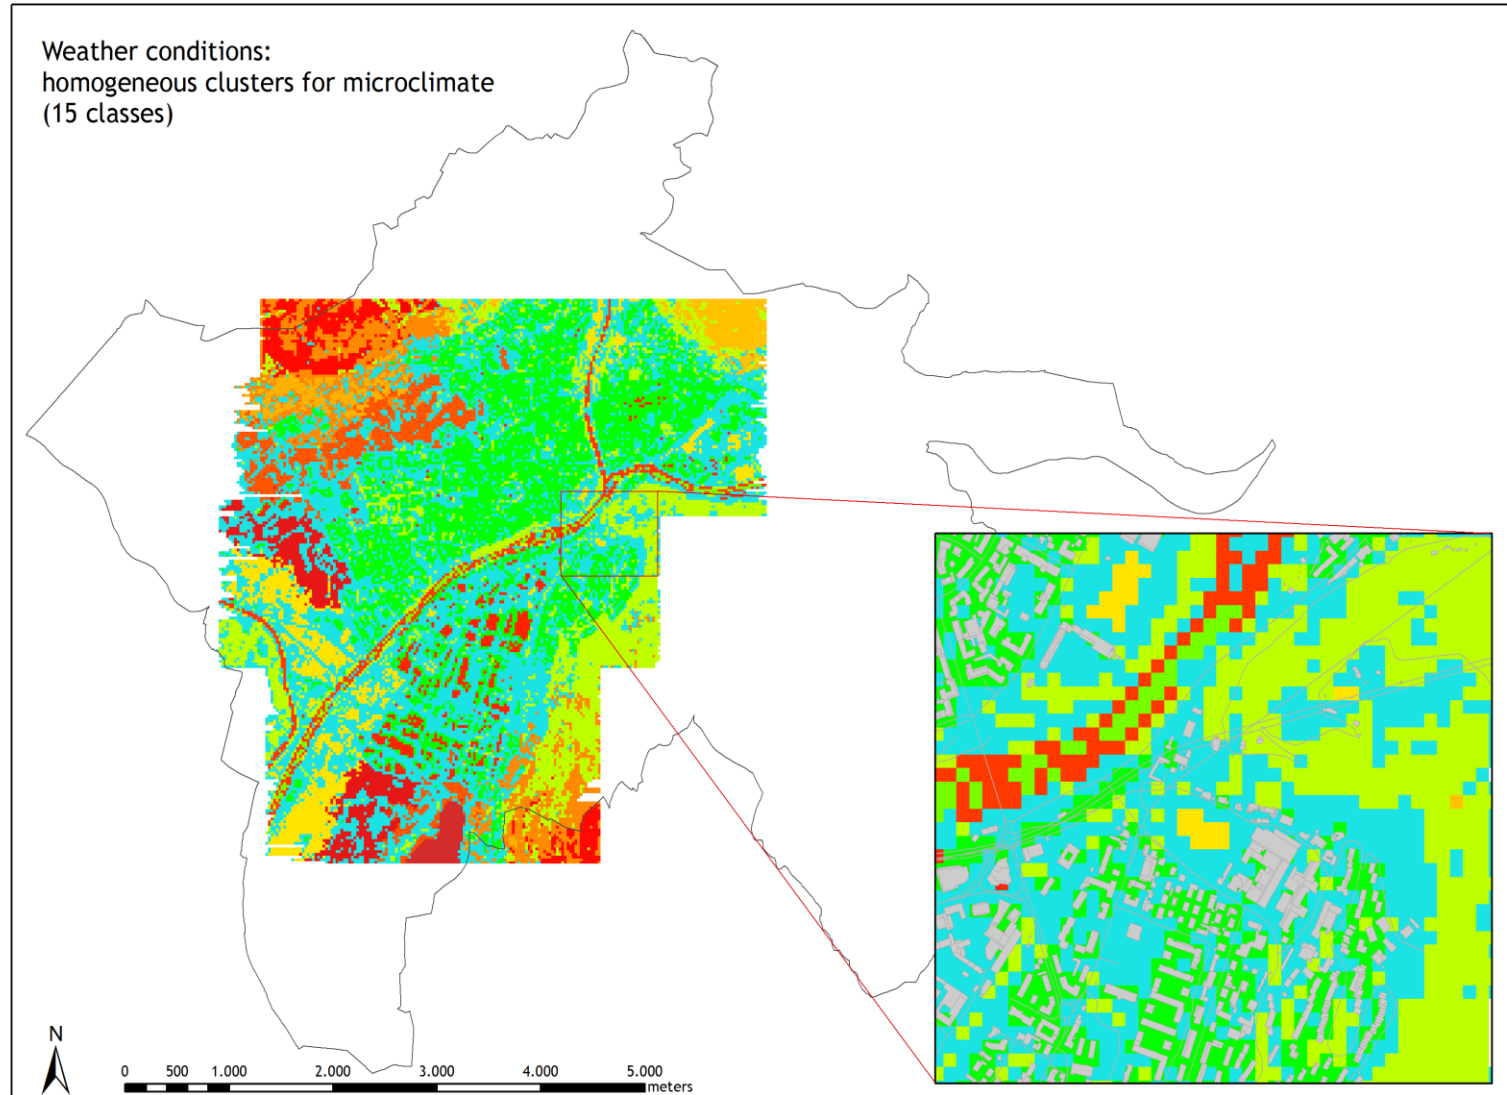 Weather conditions:
homogeneous clusters for microclimate
(15 classes)
N
0 500 1.000 2.000 3.000 4.000 5.000
meters